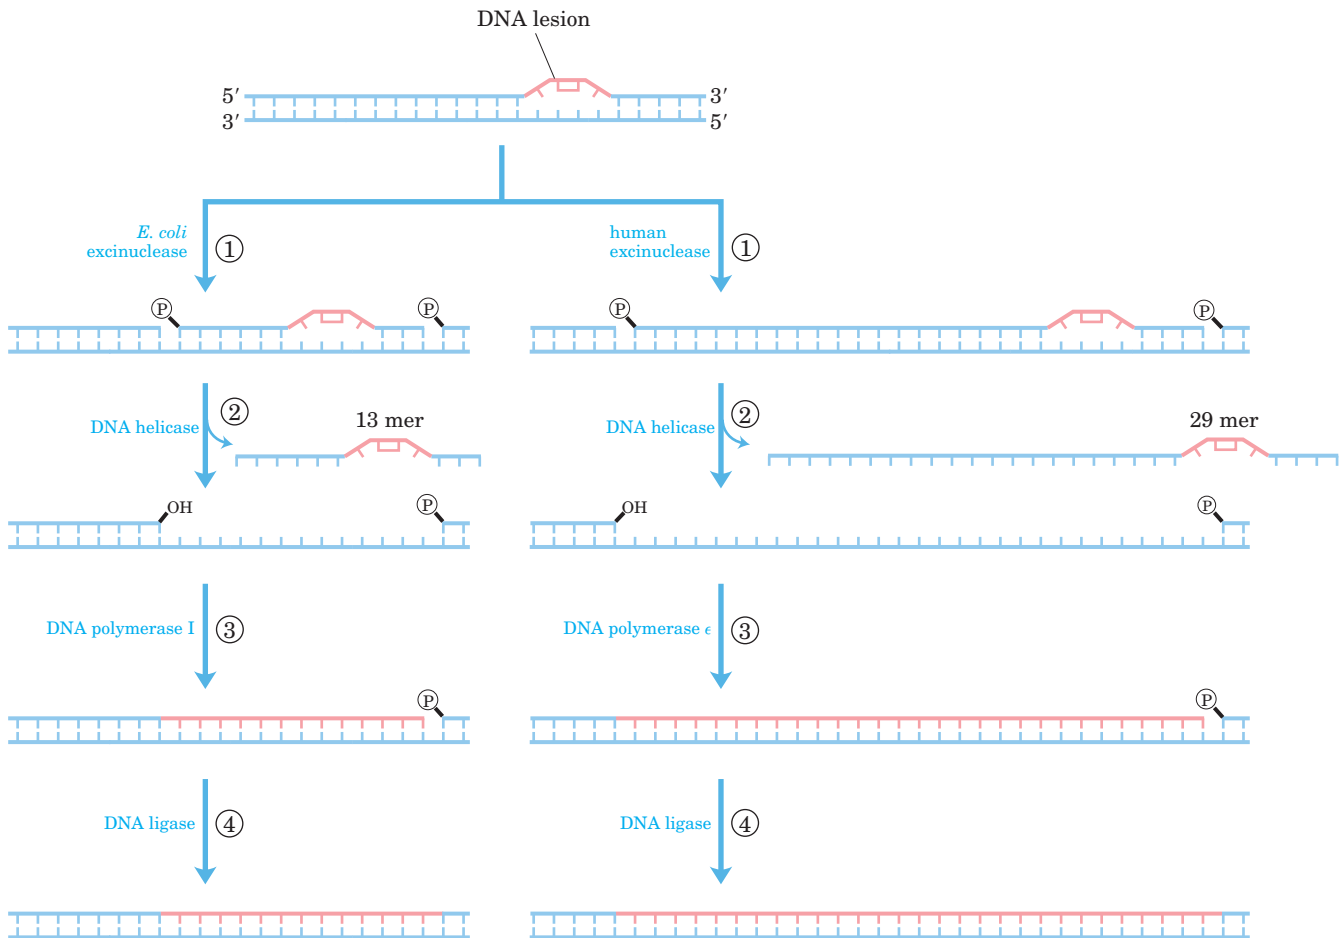 DNA lesion
5′ 3′
3′ 5′
E. coli
excinuclease
1
human
excinuclease
1
P P P P
DNA helicase
2
13 mer
DNA helicase
2
29 mer
OH P OH P
DNA polymerase I
3
DNA polymerase ϵ
3
P P
DNA ligase
4
DNA ligase
4